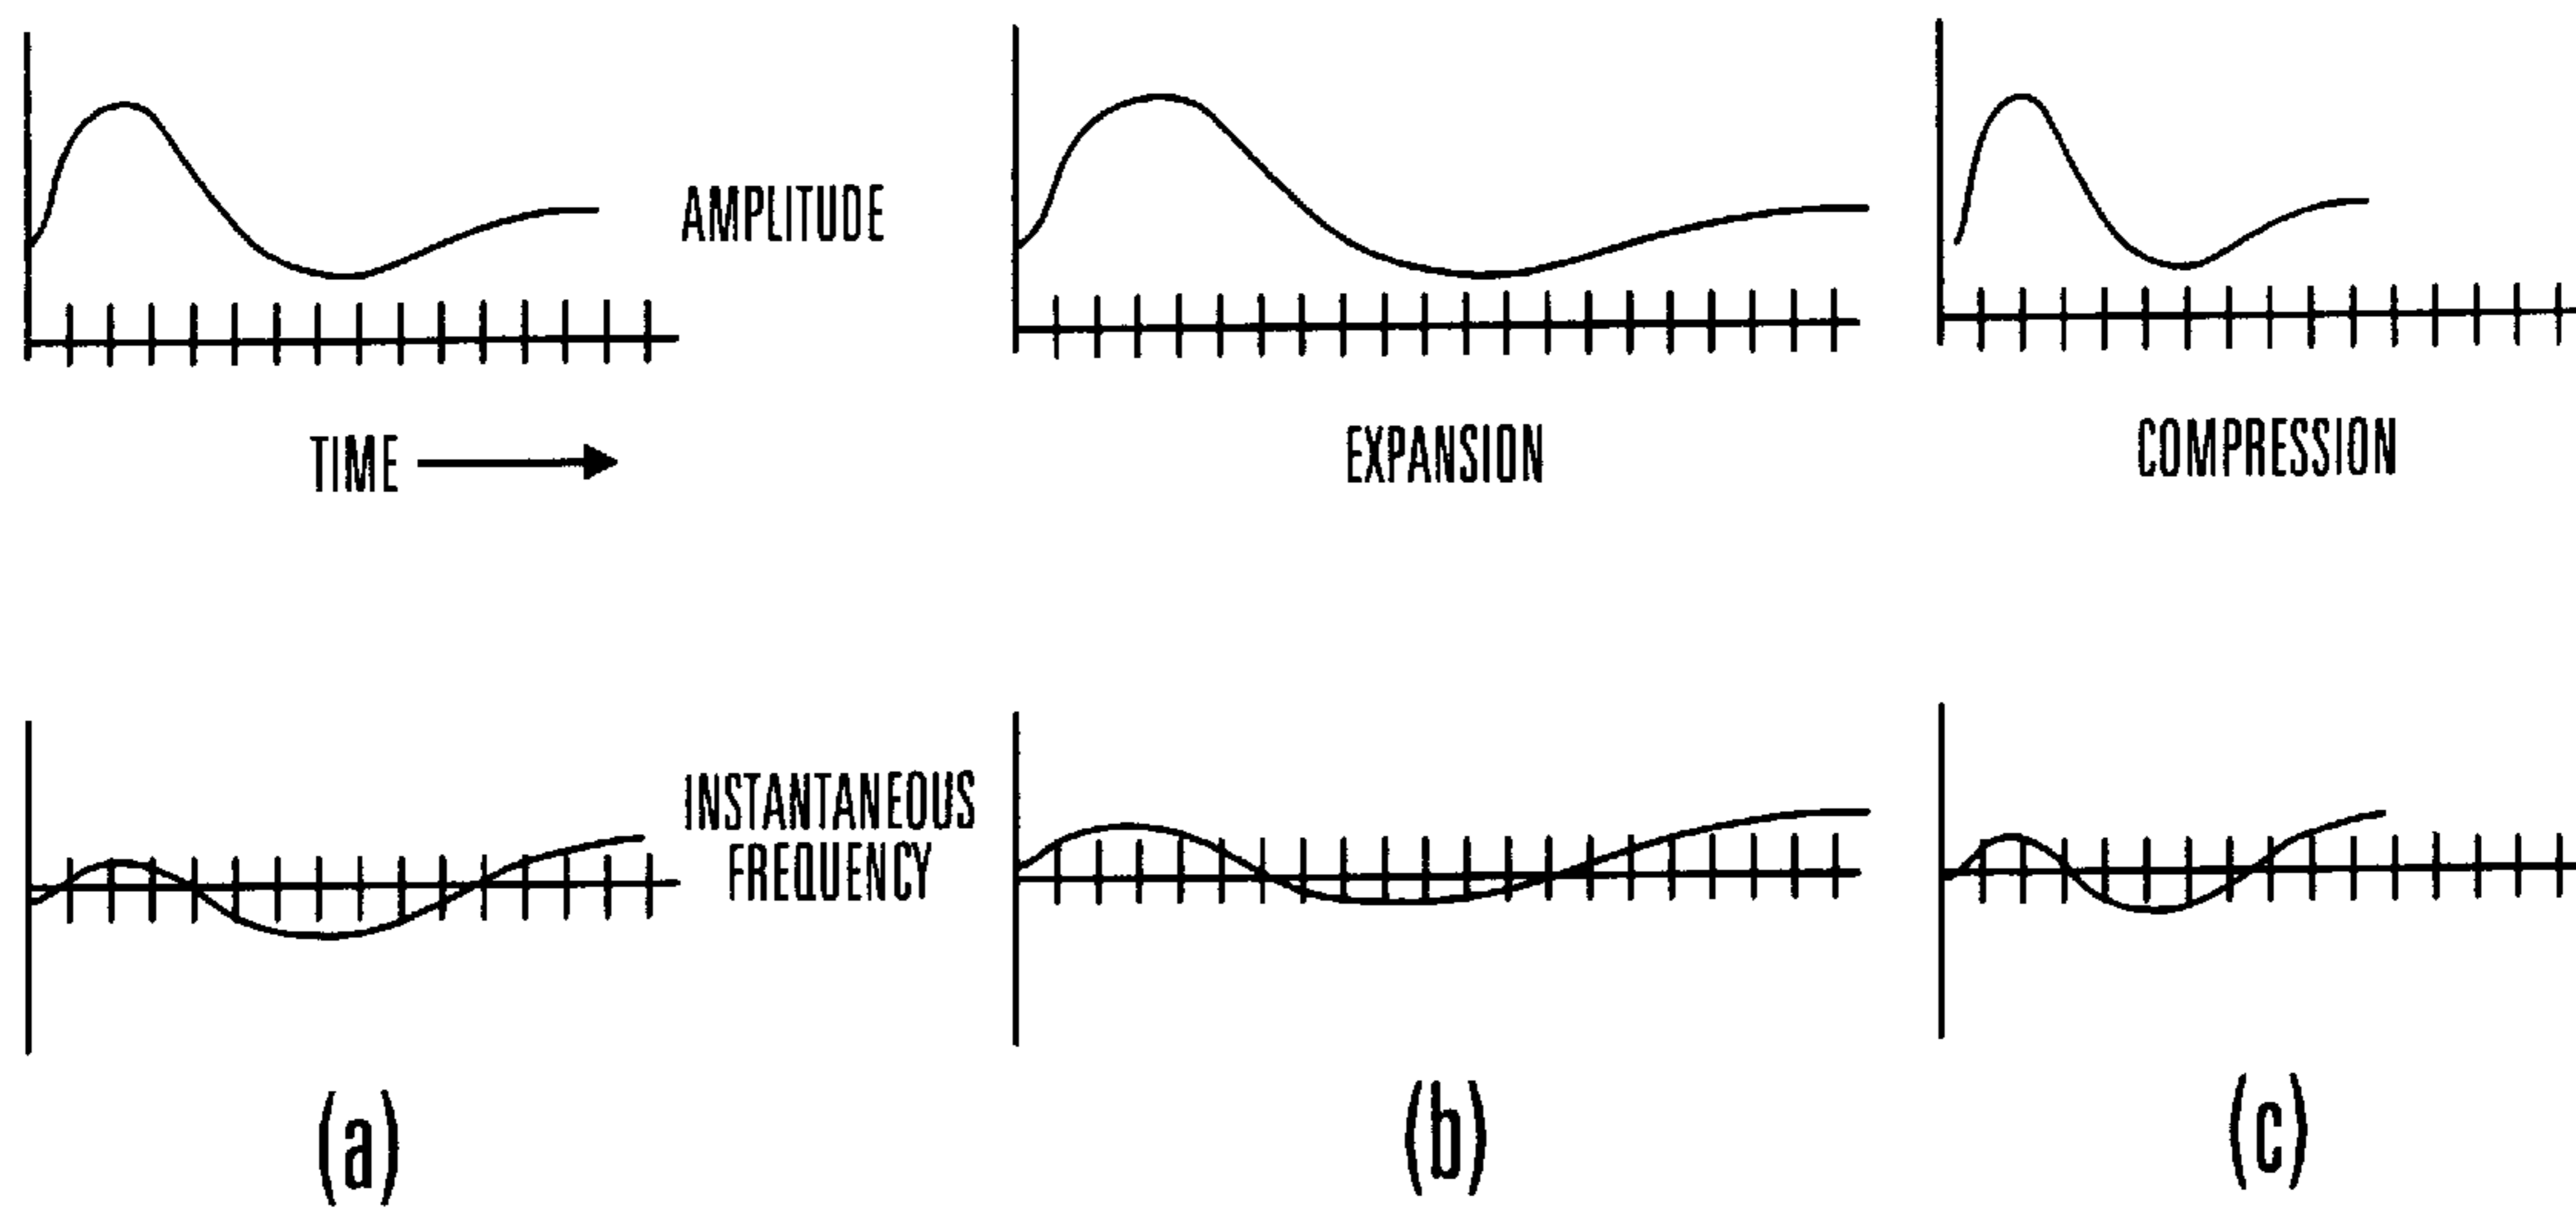 AMPLITUDE
TIME
EXPANSION
COMPRESSION
INSTANTANEOUS
FREQUENCY
(a)
(b)
(c)